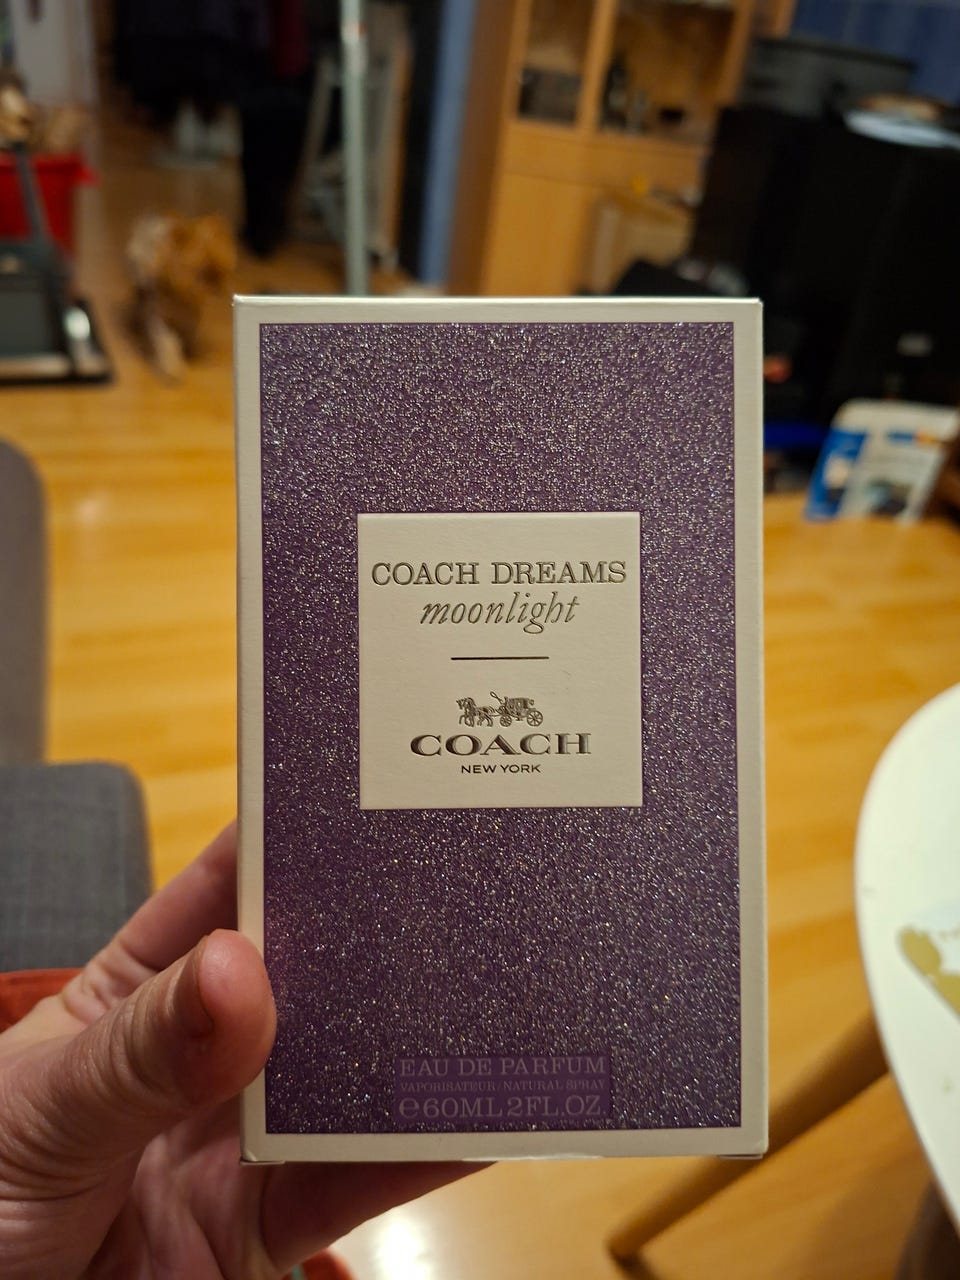 COACH DREAMS
moonlight
COACH
NEW YORK
EAU DE PARFUM
VAPORISATEUR/NATURAL SPRAY
℮60ML 2FL.OZ.